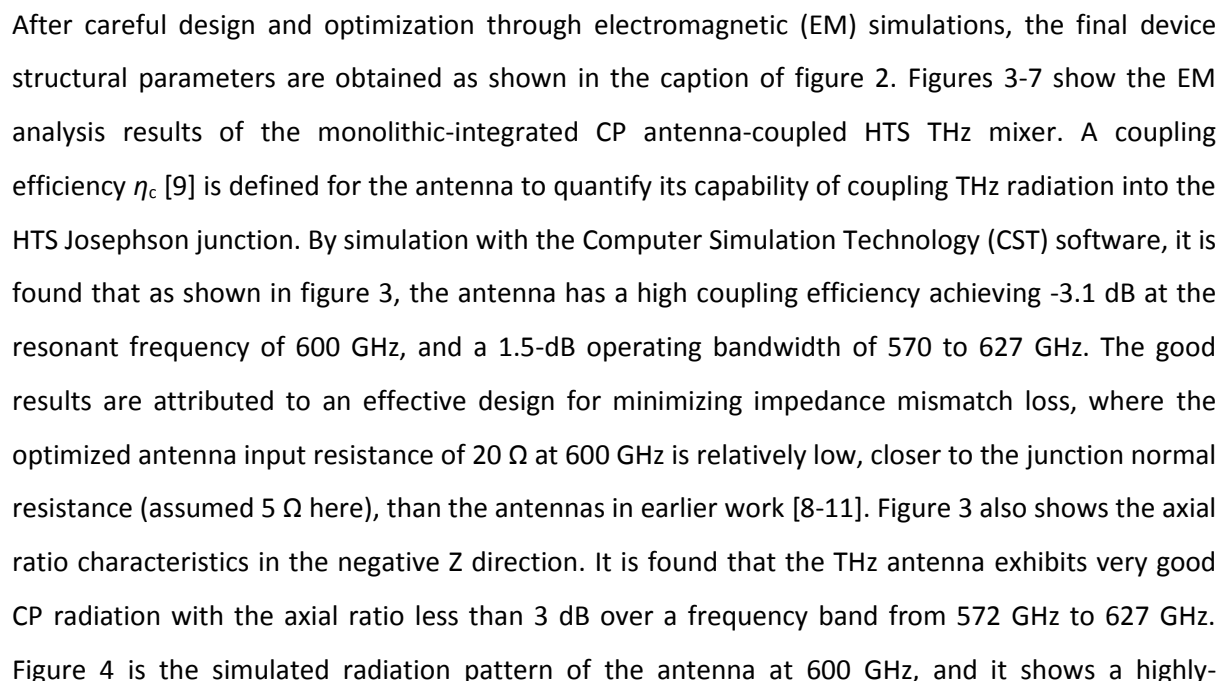 After careful design and optimization through electromagnetic (EM) simulations, the final device
structural parameters are obtained as shown in the caption of figure 2. Figures 3-7 show the EM
analysis results of the monolithic-integrated CP antenna-coupled HTS THz mixer. A coupling
efficiency ηc [9] is defined for the antenna to quantify its capability of coupling THz radiation into the
HTS Josephson junction. By simulation with the Computer Simulation Technology (CST) software, it is
found that as shown in figure 3, the antenna has a high coupling efficiency achieving -3.1 dB at the
resonant frequency of 600 GHz, and a 1.5-dB operating bandwidth of 570 to 627 GHz. The good
results are attributed to an effective design for minimizing impedance mismatch loss, where the
optimized antenna input resistance of 20 Ω at 600 GHz is relatively low, closer to the junction normal
resistance (assumed 5 Ω here), than the antennas in earlier work [8-11]. Figure 3 also shows the axial
ratio characteristics in the negative Z direction. It is found that the THz antenna exhibits very good
CP radiation with the axial ratio less than 3 dB over a frequency band from 572 GHz to 627 GHz.
Figure 4 is the simulated radiation pattern of the antenna at 600 GHz, and it shows a highly-